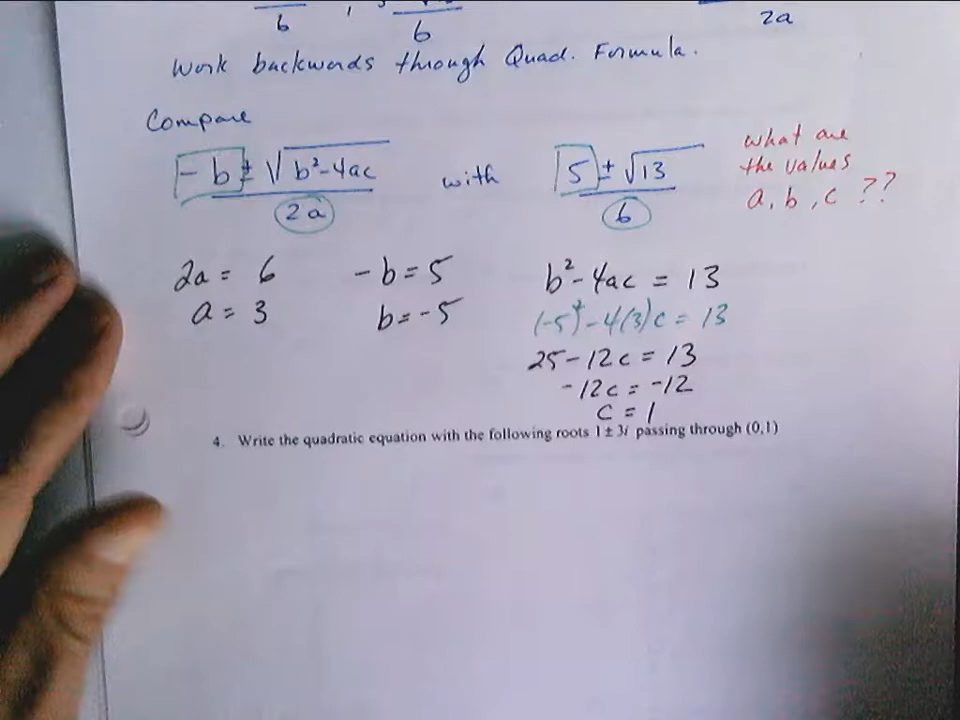 6 , 6 2a
Work backwards through Quad. Formula.
Compare
- b ± √b²-4ac / 2a with 5 ± √13 / 6
what are
the values
a, b, c ??
2a = 6 -b = 5 b² - 4ac = 13
a = 3 b = -5 (-5)² - 4(3)c = 13
25 - 12c = 13
-12c = -12
c = 1
4. Write the quadratic equation with the following roots 1 ± 3i passing through (0,1)